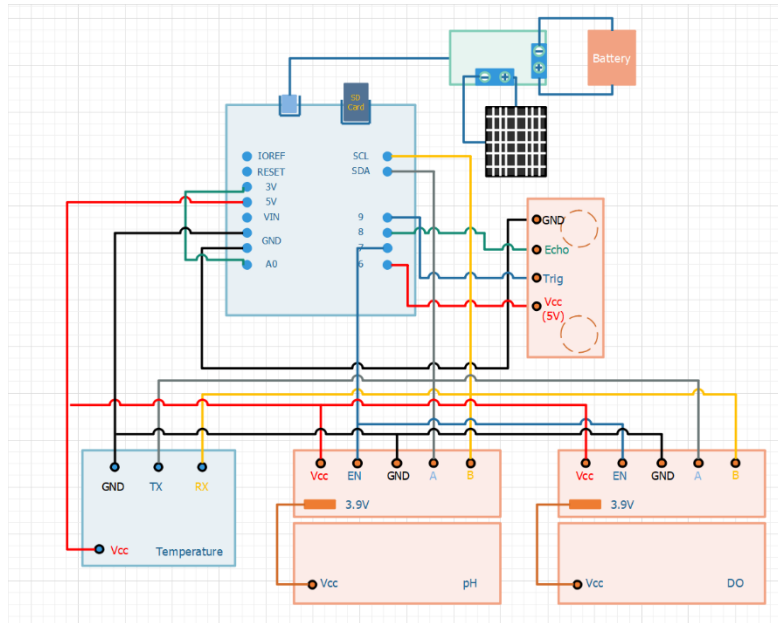 Battery
SD
Card
IOREF
RESET
3V
5V
VIN
GND
A0
SCL
SDA
9
8
7
6
GND
Echo
Trig
Vcc
(5V)
GND
TX
RX
Vcc
Temperature
Vcc
EN
GND
A
B
3.9V
Vcc
pH
Vcc
EN
GND
A
B
3.9V
Vcc
DO